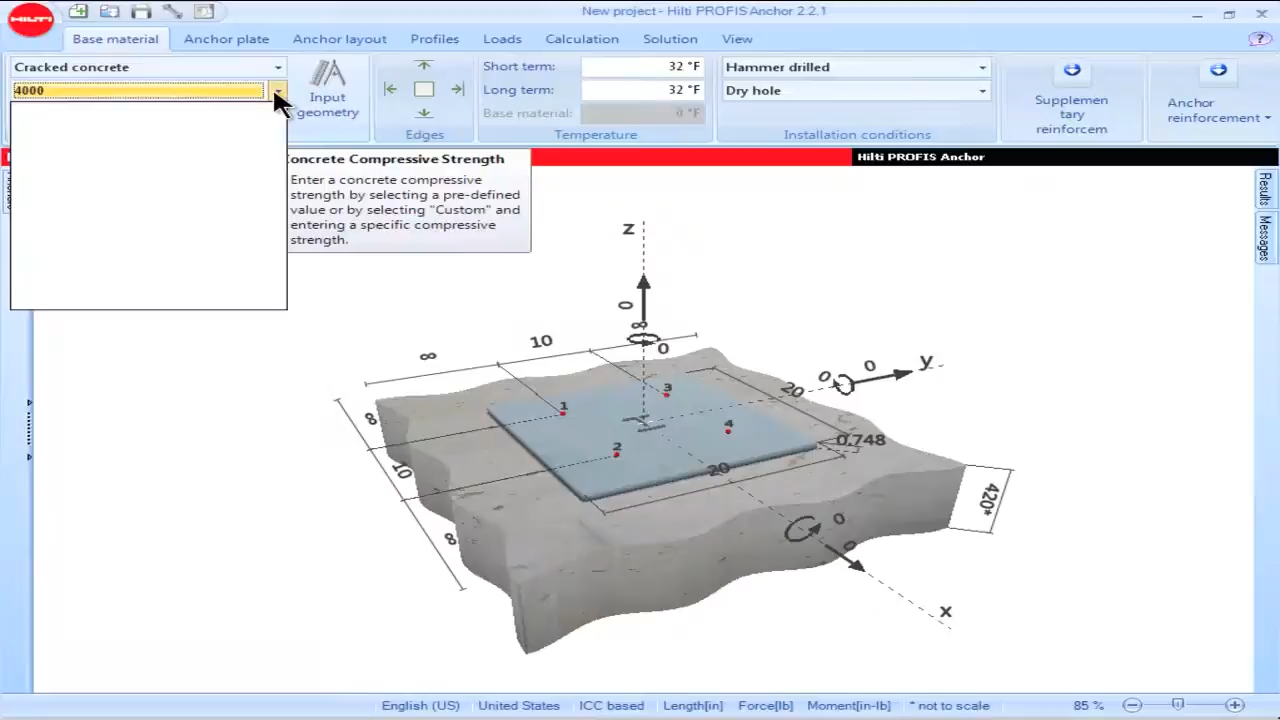 HILTI
New project - Hilti PROFIS Anchor 2.2.1
Base material
Anchor plate
Anchor layout
Profiles
Loads
Calculation
Solution
View
Cracked concrete
4000
Input
geometry
Edges
Short term:
32 °F
Long term:
32 °F
Base material:
0 °F
Temperature
Hammer drilled
Dry hole
Installation conditions
Supplemen
tary
reinforcem
Anchor
reinforcement
Hilti PROFIS Anchor
Concrete Compressive Strength
Enter a concrete compressive
strength by selecting a pre-defined
value or by selecting "Custom" and
entering a specific compressive
strength.
Results
Messages
z
0
∞
0
10
∞
y
0
0
20
1
3
2
4
8
10
8
0.748
20
420*
0
0
x
English (US)
United States
ICC based
Length[in]
Force[lb]
Moment[in-lb]
* not to scale
85 %